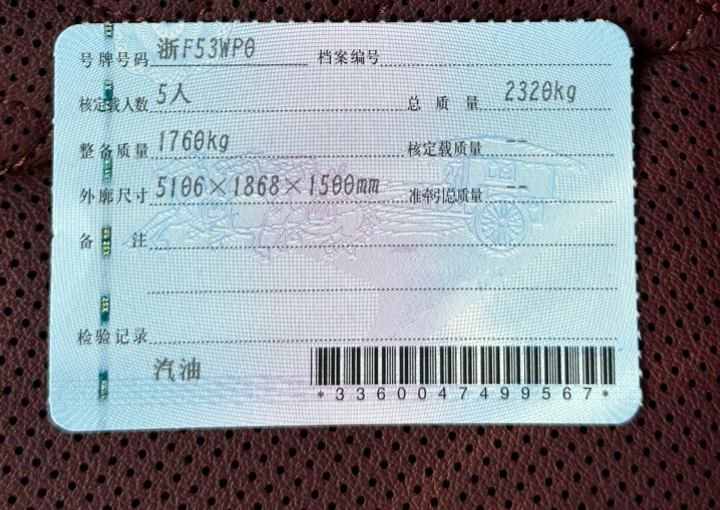 号牌号码 浙F53WP0 档案编号
核定载人数 5人 总质量 2320kg
整备质量 1760kg 核定载质量 --
外廓尺寸 5106×1868×1500mm 准牵引总质量 --
备注
检验记录
汽油
*3360047499567*